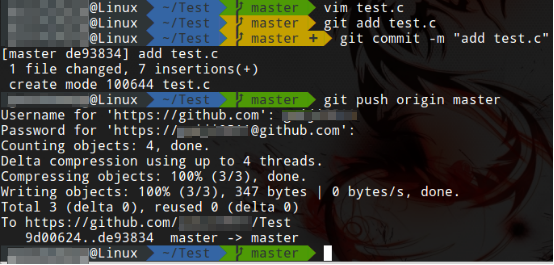 @Linux ~/Test master vim test.c
@Linux ~/Test master git add test.c
@Linux ~/Test master + git commit -m "add test.c"
[master de93834] add test.c
1 file changed, 7 insertions(+)
create mode 100644 test.c
@Linux ~/Test master git push origin master
Username for 'https://github.com':
Password for 'https://@github.com':
Counting objects: 4, done.
Delta compression using up to 4 threads.
Compressing objects: 100% (3/3), done.
Writing objects: 100% (3/3), 347 bytes | 0 bytes/s, done.
Total 3 (delta 0), reused 0 (delta 0)
To https://github.com/ /Test
9d00624..de93834 master -> master
@Linux ~/Test master